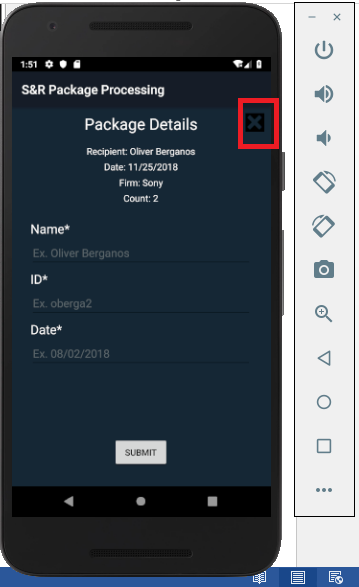 1:51
S&R Package Processing
Package Details
Recipient: Oliver Berganos
Date: 11/25/2018
Firm: Sony
Count: 2
Name*
Ex. Oliver Berganos
ID*
Ex. oberga2
Date*
Ex. 08/02/2018
SUBMIT